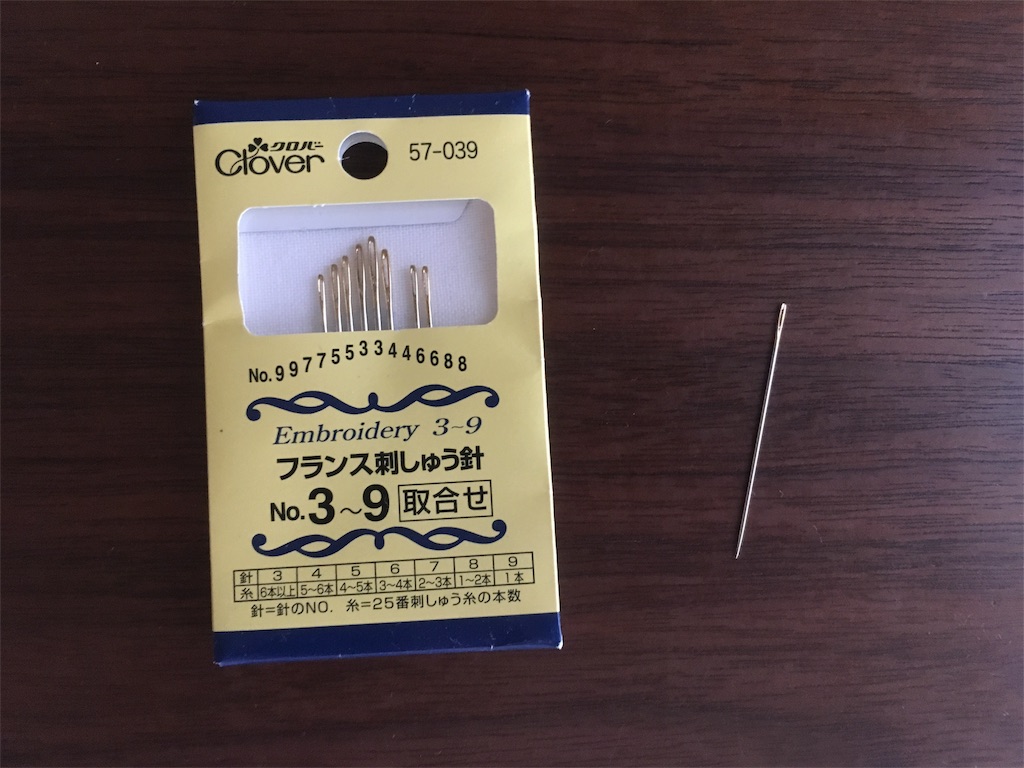 クロバー
Clover
57-039
No.99775533446688
Embroidery 3~9
フランス刺しゅう針
No.3~9 取合せ
針 3 4 5 6 7 8 9
糸 6本以上 5~6本 4~5本 3~4本 2~3本 1~2本 1本
針=針のNO. 糸=25番刺しゅう糸の本数